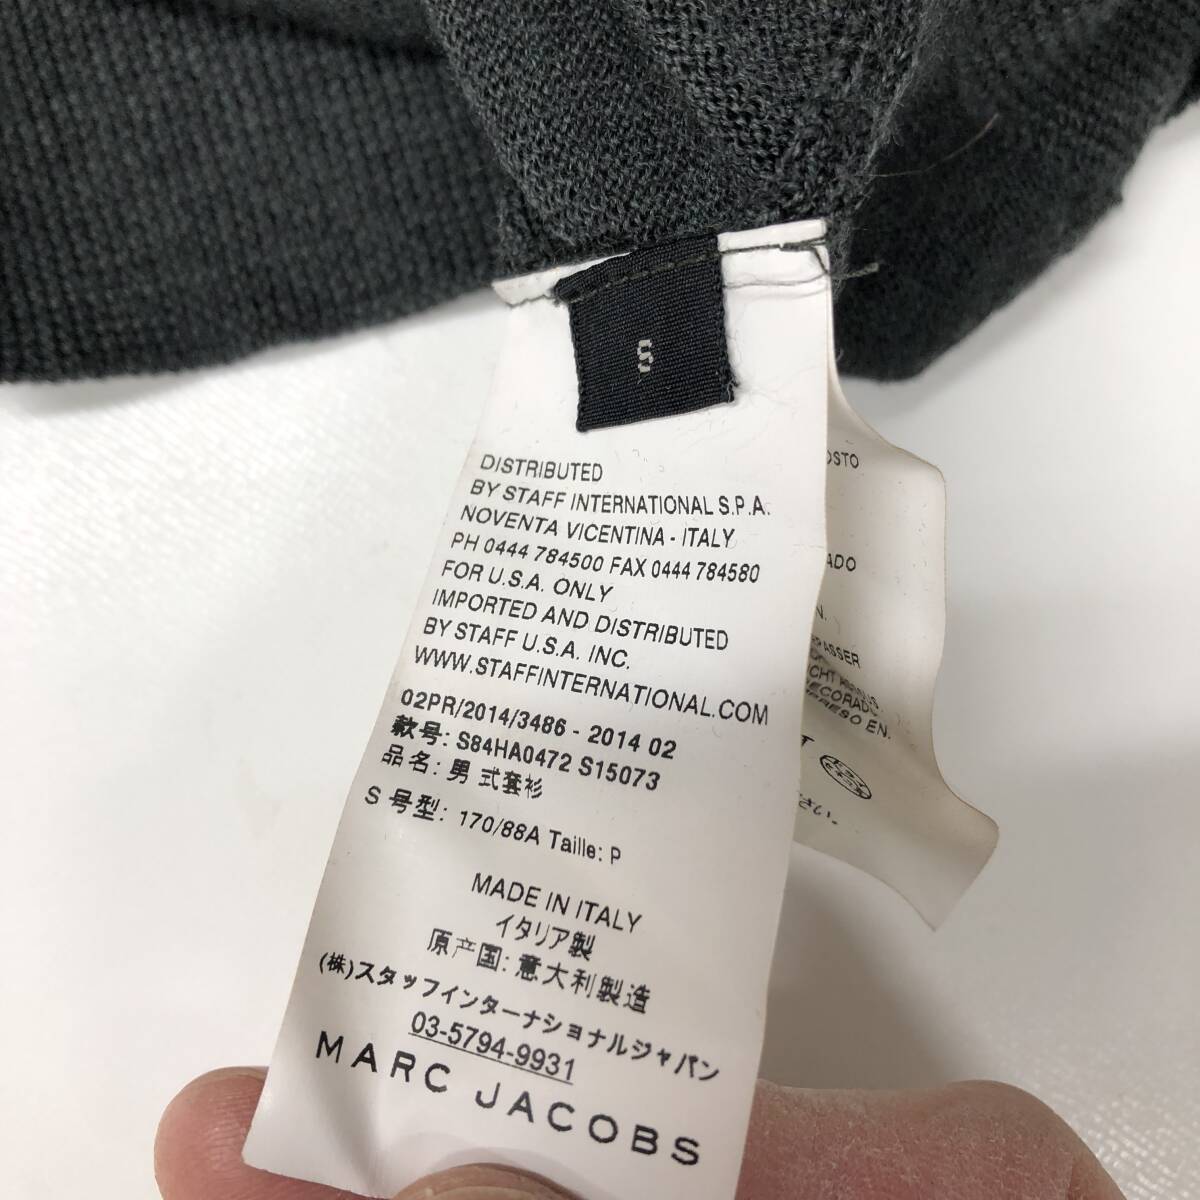 S
DISTRIBUTED
BY STAFF INTERNATIONAL S.P.A.
NOVENTA VICENTINA - ITALY
PH 0444 784500 FAX 0444 784580
FOR U.S.A. ONLY
IMPORTED AND DISTRIBUTED
BY STAFF U.S.A. INC.
WWW.STAFFINTERNATIONAL.COM
02PR/2014/3486 - 2014 02
款号: S84HA0472 S15073
品名: 男 式套衫
S 号型: 170/88A Taille: P
MADE IN ITALY
イタリア製
原产国: 意大利製造
(株)スタッフインターナショナルジャパン
03-5794-9931
MARC JACOBS